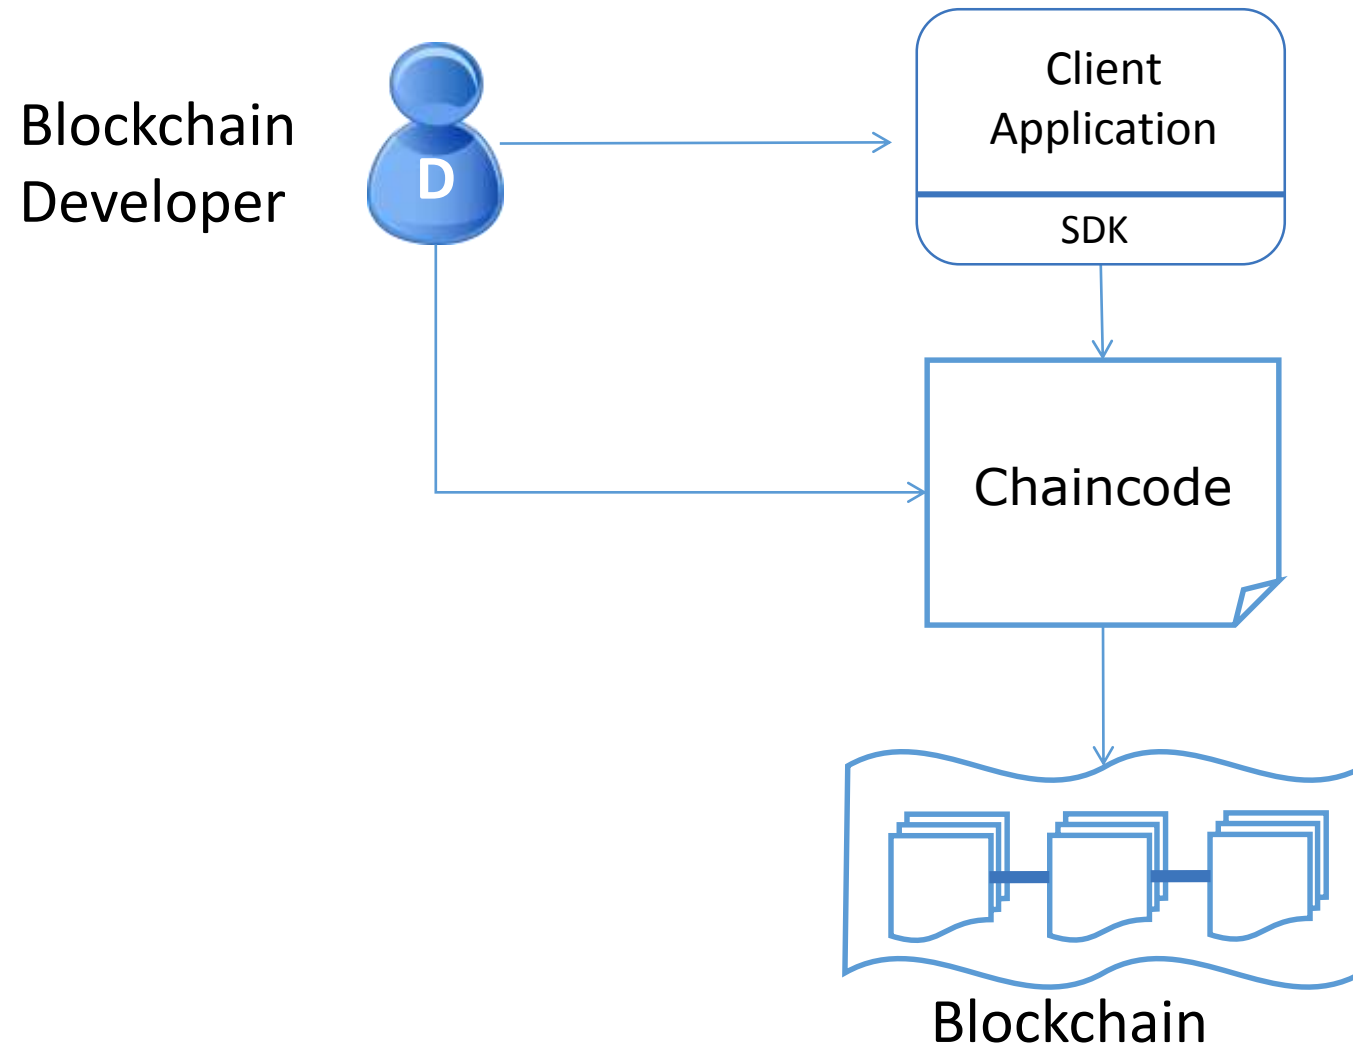 Blockchain
Developer
D
Client
Application
SDK
Chaincode
Blockchain